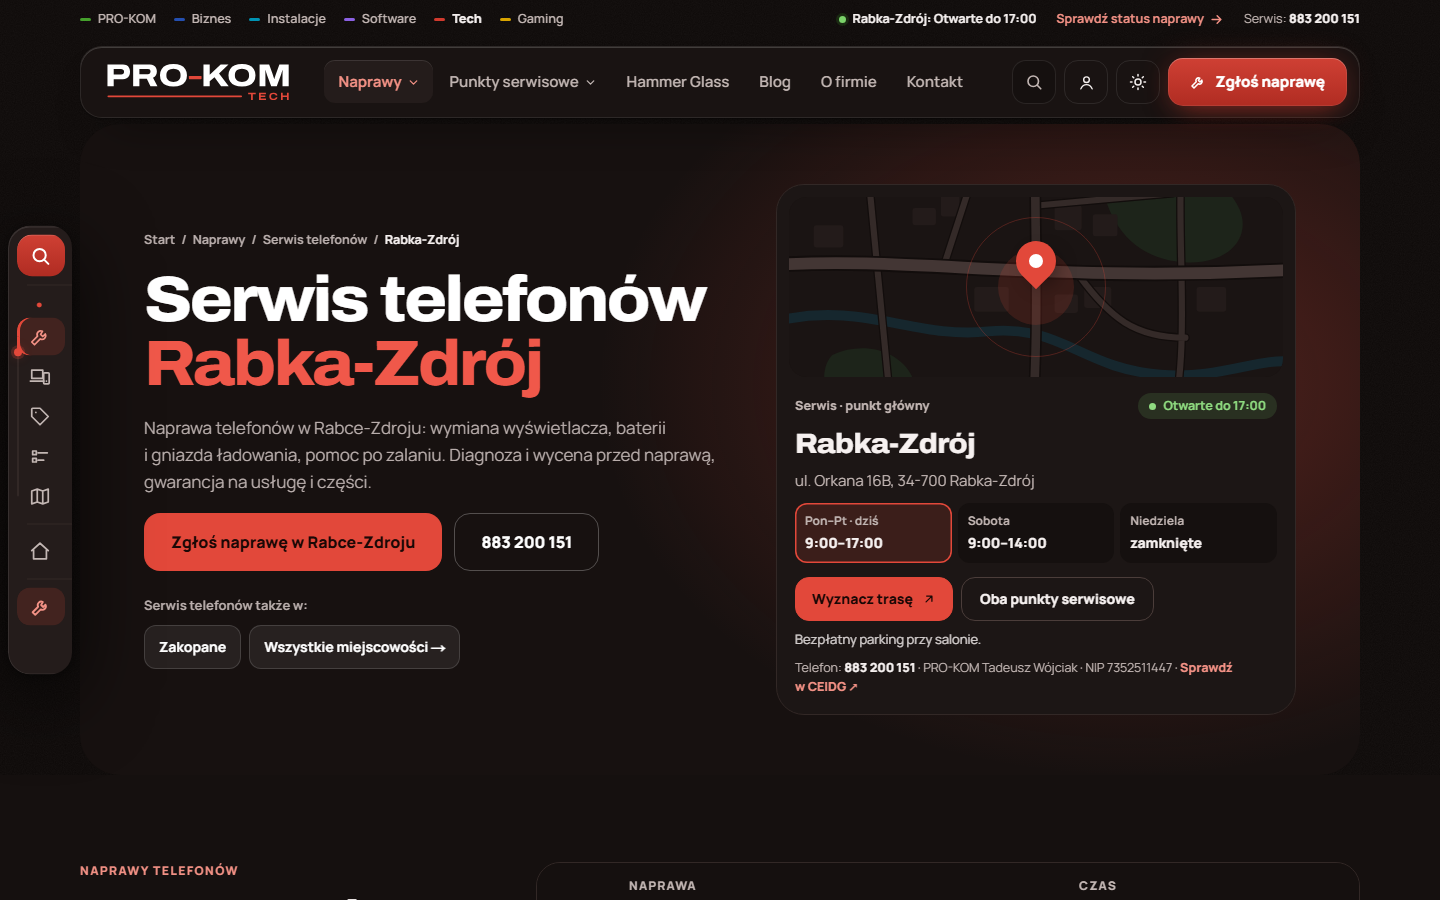 PRO-KOM Biznes Instalacje Software Tech Gaming
Rabka-Zdrój: Otwarte do 17:00 Sprawdź status naprawy → Serwis: 883 200 151
PRO-KOM
TECH
Naprawy Punkty serwisowe Hammer Glass Blog O firmie Kontakt Zgłoś naprawę
Start / Naprawy / Serwis telefonów / Rabka-Zdrój
Serwis telefonów
Rabka-Zdrój
Naprawa telefonów w Rabce-Zdroju: wymiana wyświetlacza, baterii
i gniazda ładowania, pomoc po zalaniu. Diagnoza i wycena przed naprawą,
gwarancja na usługę i części.
Zgłoś naprawę w Rabce-Zdroju 883 200 151
Serwis telefonów także w:
Zakopane Wszystkie miejscowości →
Serwis · punkt główny Otwarte do 17:00
Rabka-Zdrój
ul. Orkana 16B, 34-700 Rabka-Zdrój
Pon–Pt · dziś Sobota Niedziela
9:00–17:00 9:00–14:00 zamknięte
Wyznacz trasę ↗ Oba punkty serwisowe
Bezpłatny parking przy salonie.
Telefon: 883 200 151 · PRO-KOM Tadeusz Wójciak · NIP 7352511447 · Sprawdź
w CEIDG ↗
NAPRAWY TELEFONÓW
NAPRAWA CZAS